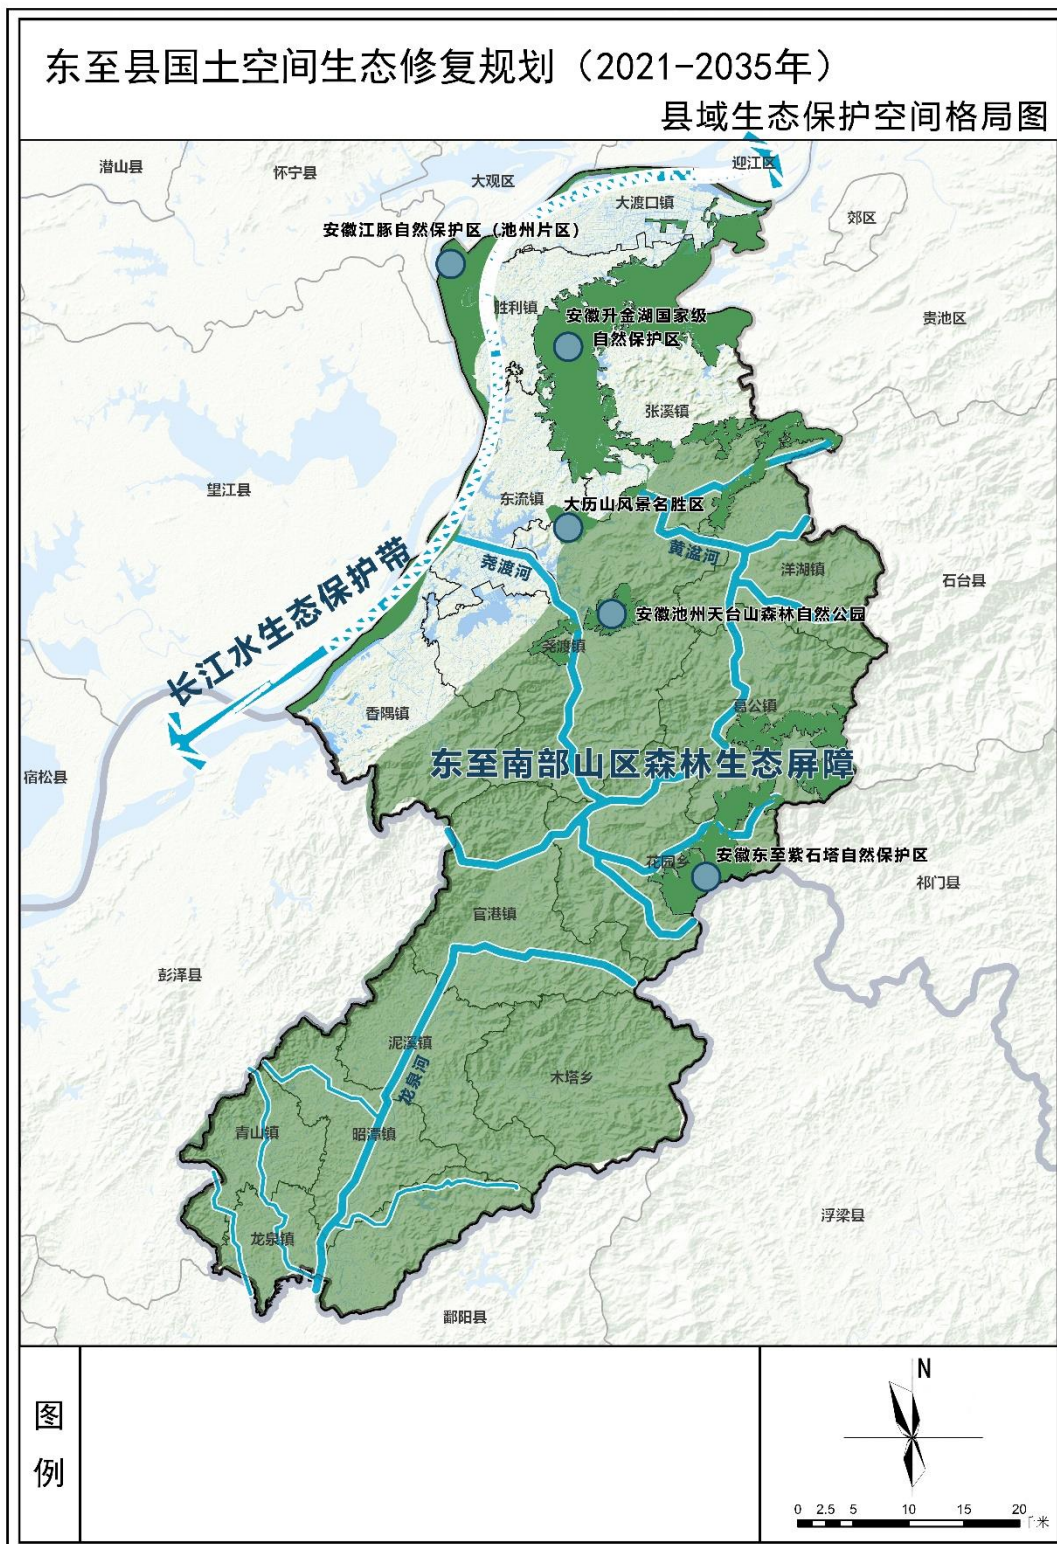 东至县国土空间生态修复规划（2021-2035年）
县域生态保护空间格局图
潜山县
怀宁县
大观区
迎江区
大渡口镇
郊区
安徽江豚自然保护区（池州片区）
胜利镇
安徽升金湖国家级
自然保护区
贵池区
张溪镇
望江县
东流镇
大历山风景名胜区
黄湓河
尧渡河
洋湖镇
石台县
长江水生态保护带
安徽池州天台山森林自然公园
尧渡镇
香隅镇
葛公镇
东至南部山区森林生态屏障
宿松县
花园乡
安徽东至紫石塔自然保护区
祁门县
官港镇
彭泽县
泥溪镇
木塔乡
龙泉河
青山镇
昭潭镇
龙泉镇
浮梁县
鄱阳县
图
例
N
0 2.5 5 10 15 20
千米